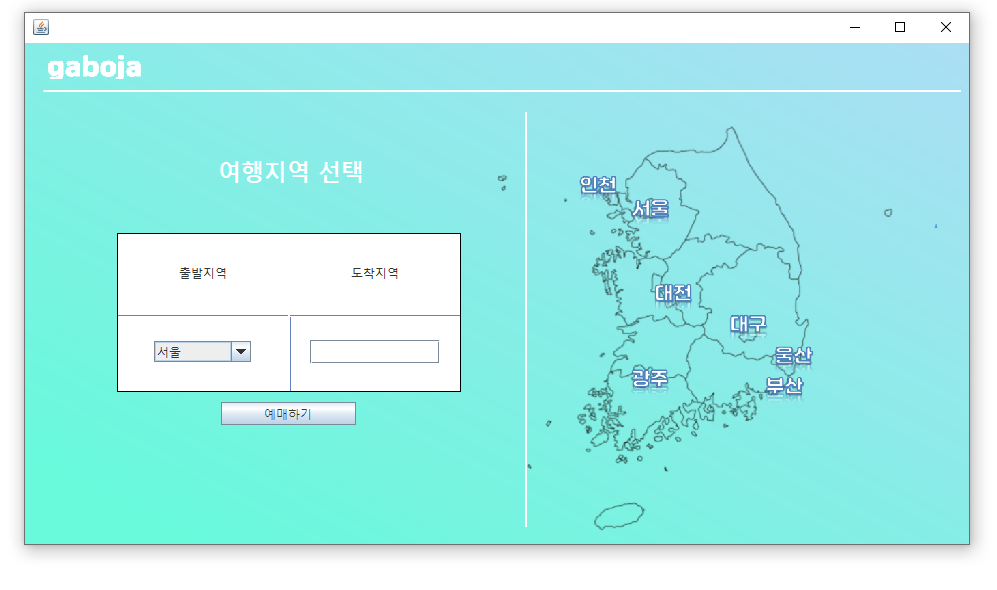 gaboja
여행지역 선택
출발지역 도착지역
서울
예매하기
인천
서울
대전
대구
울산
광주
부산